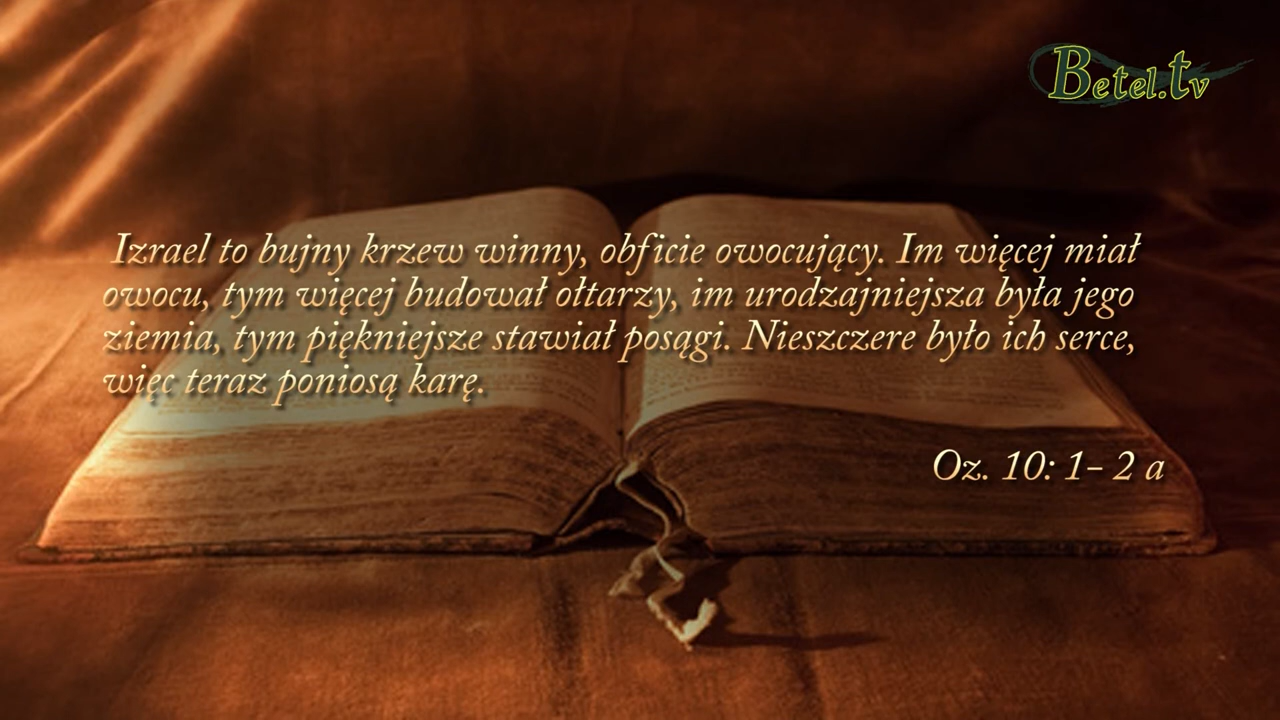 Betel.tv
Izrael to bujny krzew winny, obficie owocujący. Im więcej miał
owocu, tym więcej budował ołtarzy, im urodzajniejsza była jego
ziemia, tym piękniejsze stawiał posągi. Nieszczere było ich serce,
więc teraz poniosą karę.
Oz. 10: 1- 2 a